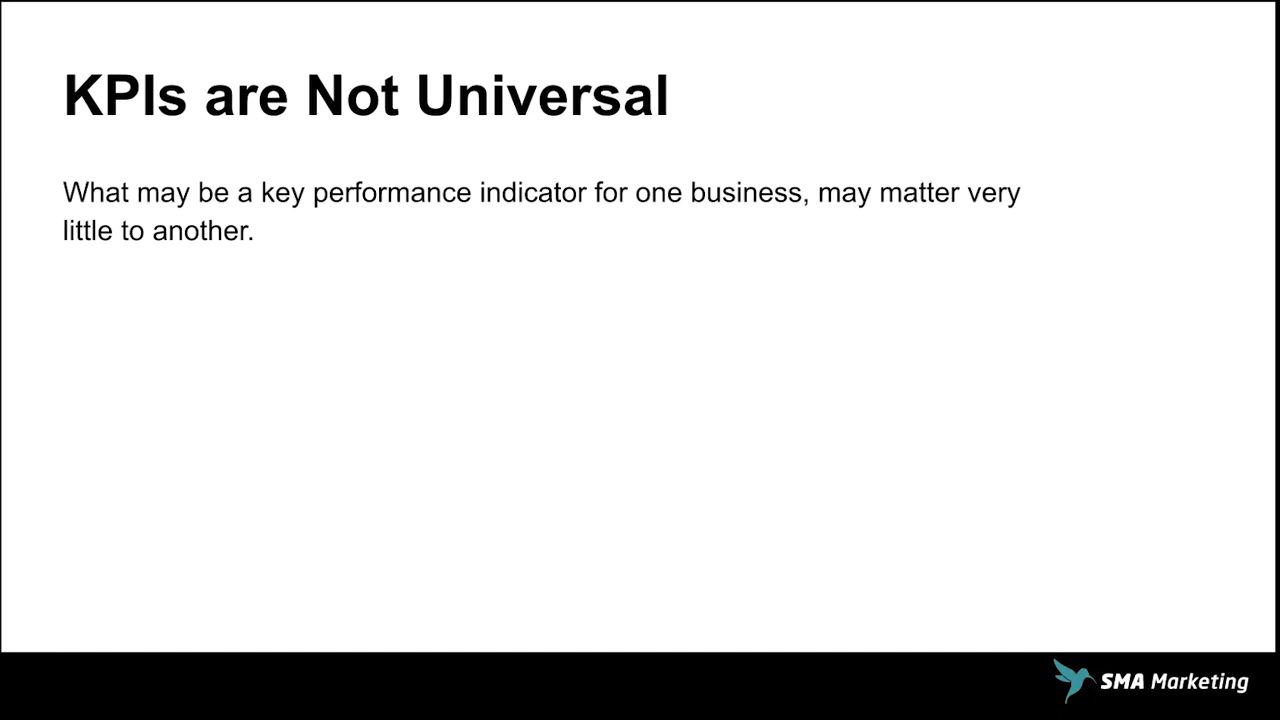 KPIs are Not Universal
What may be a key performance indicator for one business, may matter very
little to another.
SMA Marketing